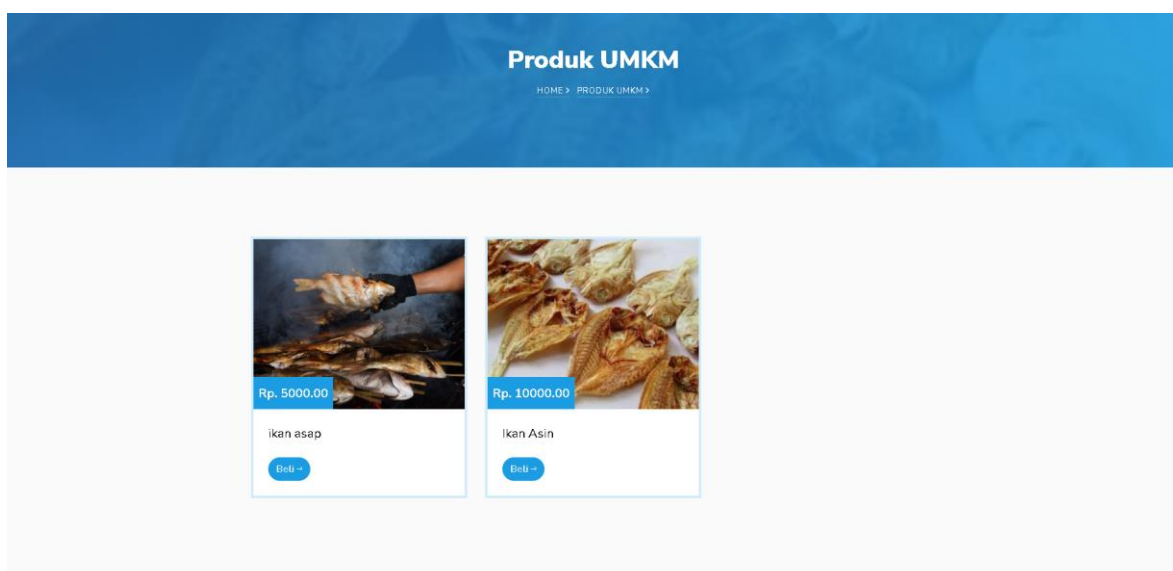 Produk UMKM
HOME > PRODUK UMKM >
Rp. 5000.00
ikan asap
Beli→
Rp. 10000.00
Ikan Asin
Beli→